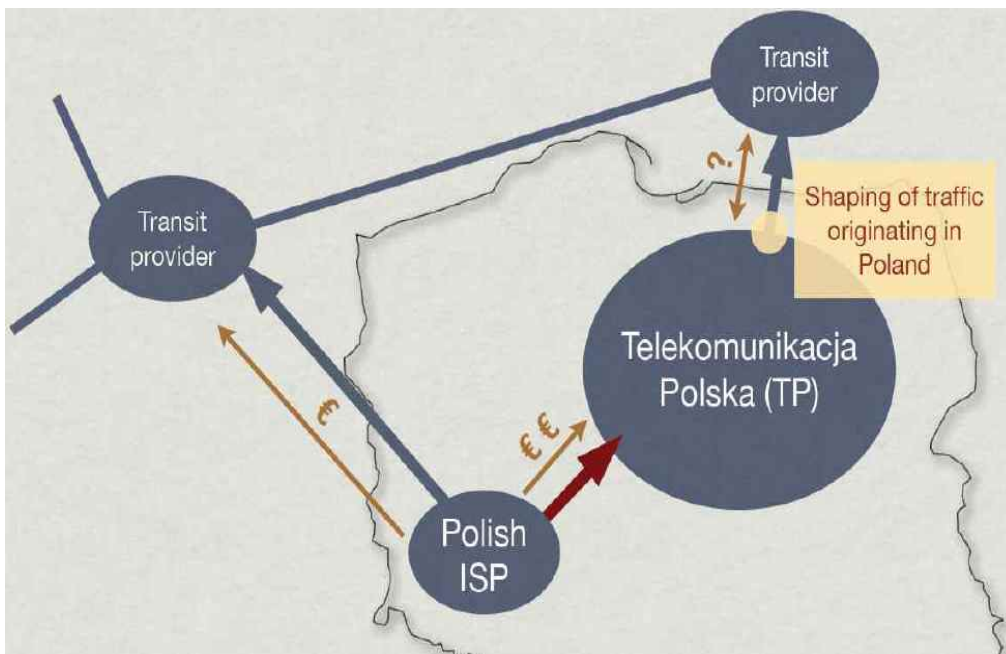 Transit
provider
Transit
provider
?
Shaping of traffic
originating in
Poland
Telekomunikacja
Polska (TP)
€
€ €
Polish
ISP